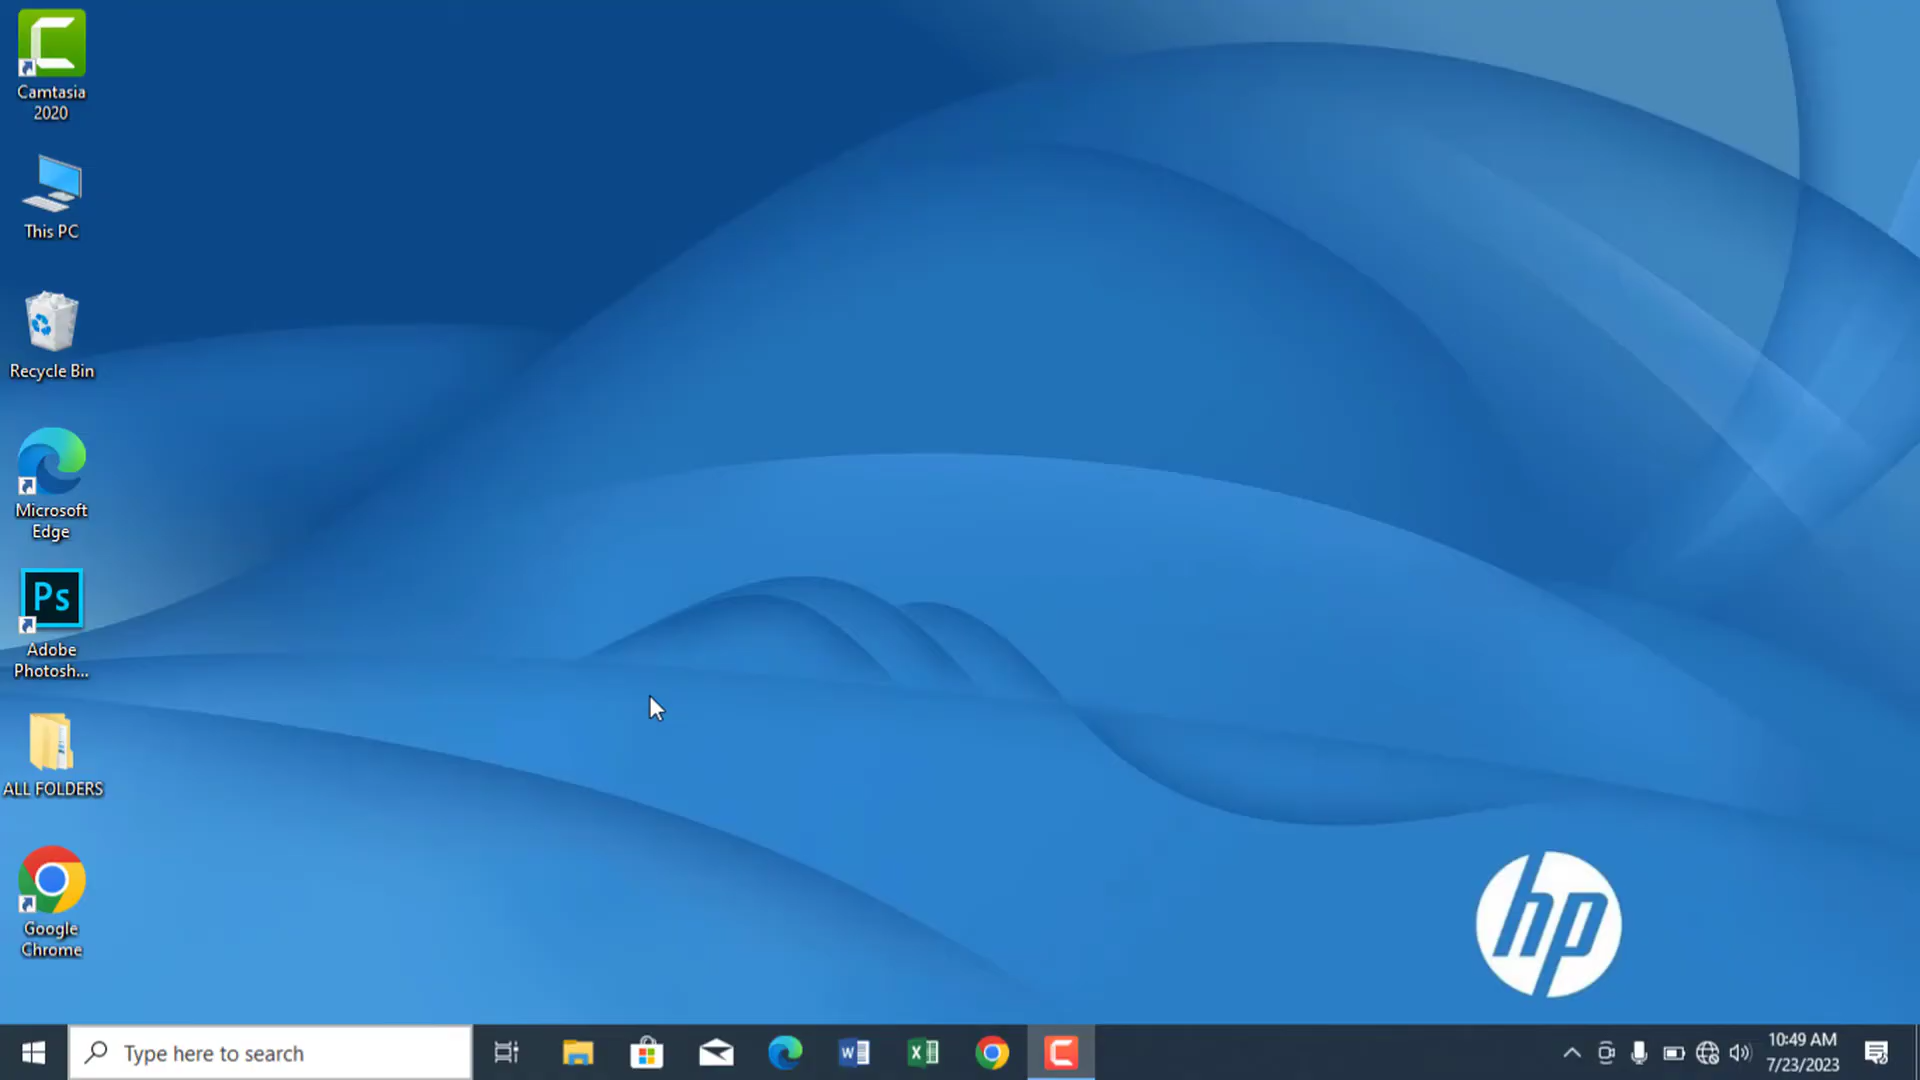 Camtasia
2020
This PC
Recycle Bin
Microsoft
Edge
Ps
Adobe
Photosh...
ALL FOLDERS
Google
Chrome
hp
Type here to search
10:49 AM
7/23/2023